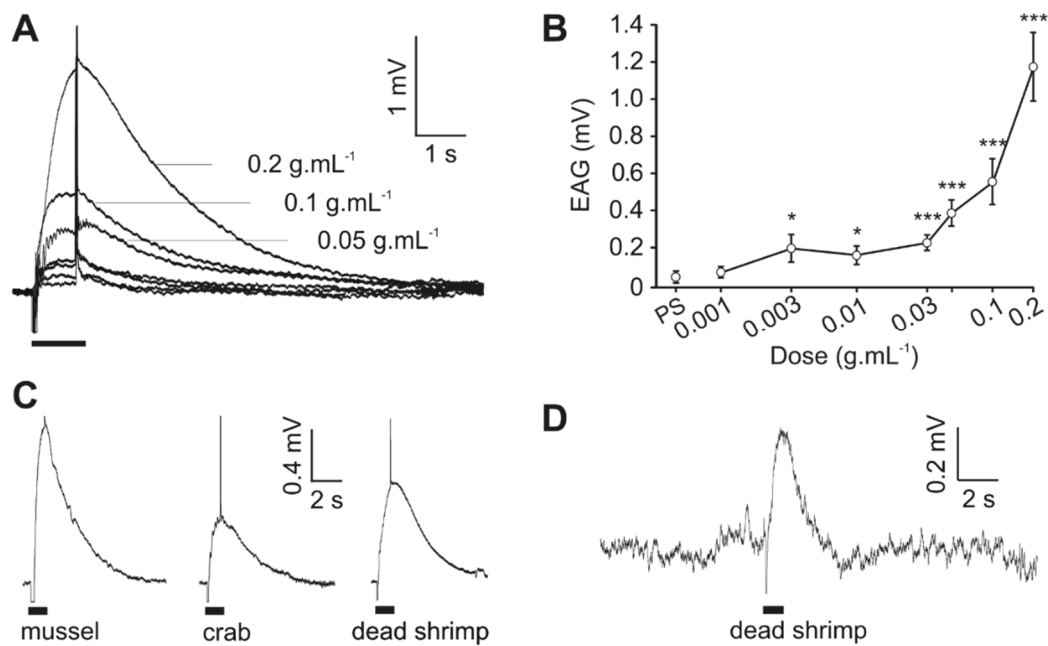 A
1 mV
1 s
0.2 g.mL⁻¹
0.1 g.mL⁻¹
0.05 g.mL⁻¹
B
EAG (mV)
1.4
1.2
0.8
0.6
0.4
0.2
0
***
***
***
***
*
*
PS
0.001
0.003
0.01
0.03
0.1
0.2
Dose (g.mL⁻¹)
C
0.4 mV
2 s
mussel
crab
dead shrimp
D
0.2 mV
2 s
dead shrimp